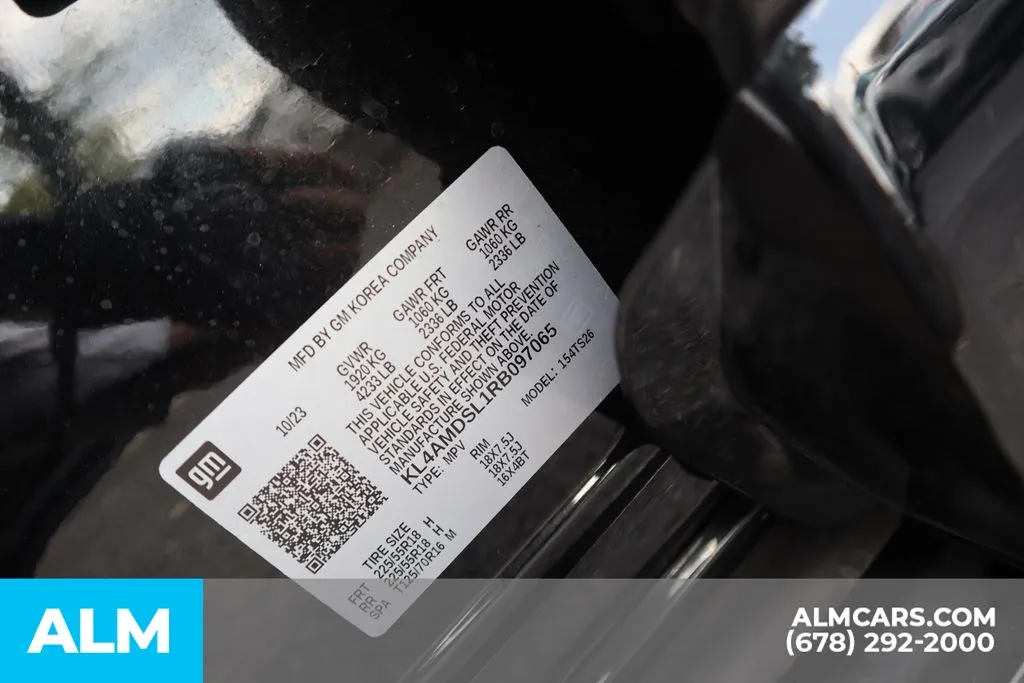 MFD BY GM KOREA COMPANY
gm
10/23
GVWR GAWR FRT GAWR RR
1920 KG 1060 KG 1060 KG
4233 LB 2336 LB 2336 LB
THIS VEHICLE CONFORMS TO ALL
APPLICABLE U.S. FEDERAL MOTOR
VEHICLE SAFETY AND THEFT PREVENTION
STANDARDS IN EFFECT ON THE DATE OF
MANUFACTURE SHOWN ABOVE.
KL4AMDSL1RB097065
TYPE: MPV MODEL: 154TS26
TIRE SIZE RIM
FRT 225/55R18 H 18X7.5J
RR 225/55R18 H 18X7.5J
SPA T125/70R16 M 16X4BT
ALM
ALMCARS.COM
(678) 292-2000